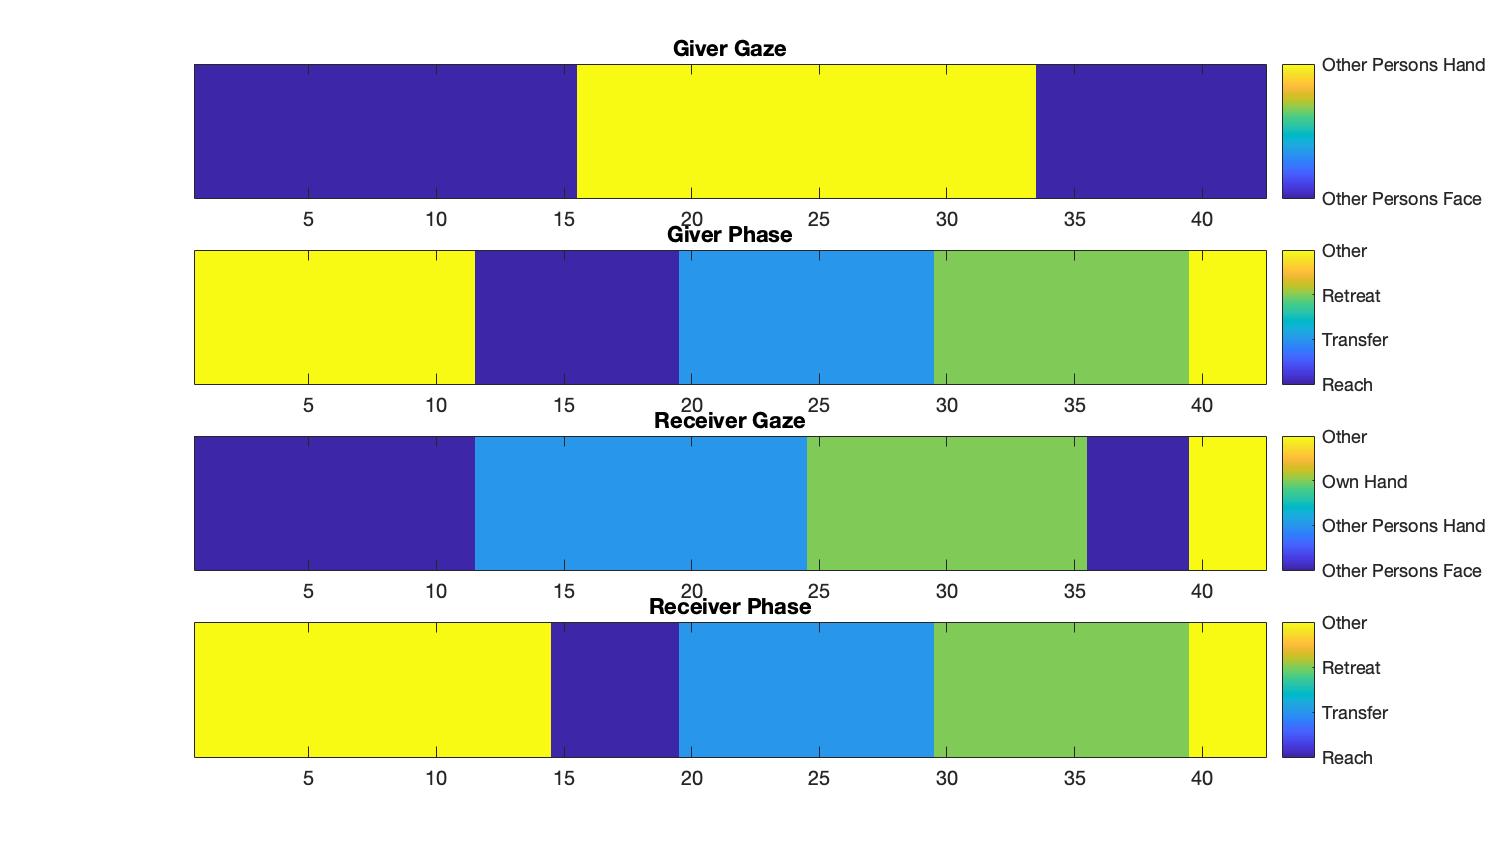 Giver Gaze
Other Persons Hand
Other Persons Face
5 10 15 20 25 30 35 40
Giver Phase
Other
Retreat
Transfer
Reach
5 10 15 20 25 30 35 40
Receiver Gaze
Other
Own Hand
Other Persons Hand
Other Persons Face
5 10 15 20 25 30 35 40
Receiver Phase
Other
Retreat
Transfer
Reach
5 10 15 20 25 30 35 40